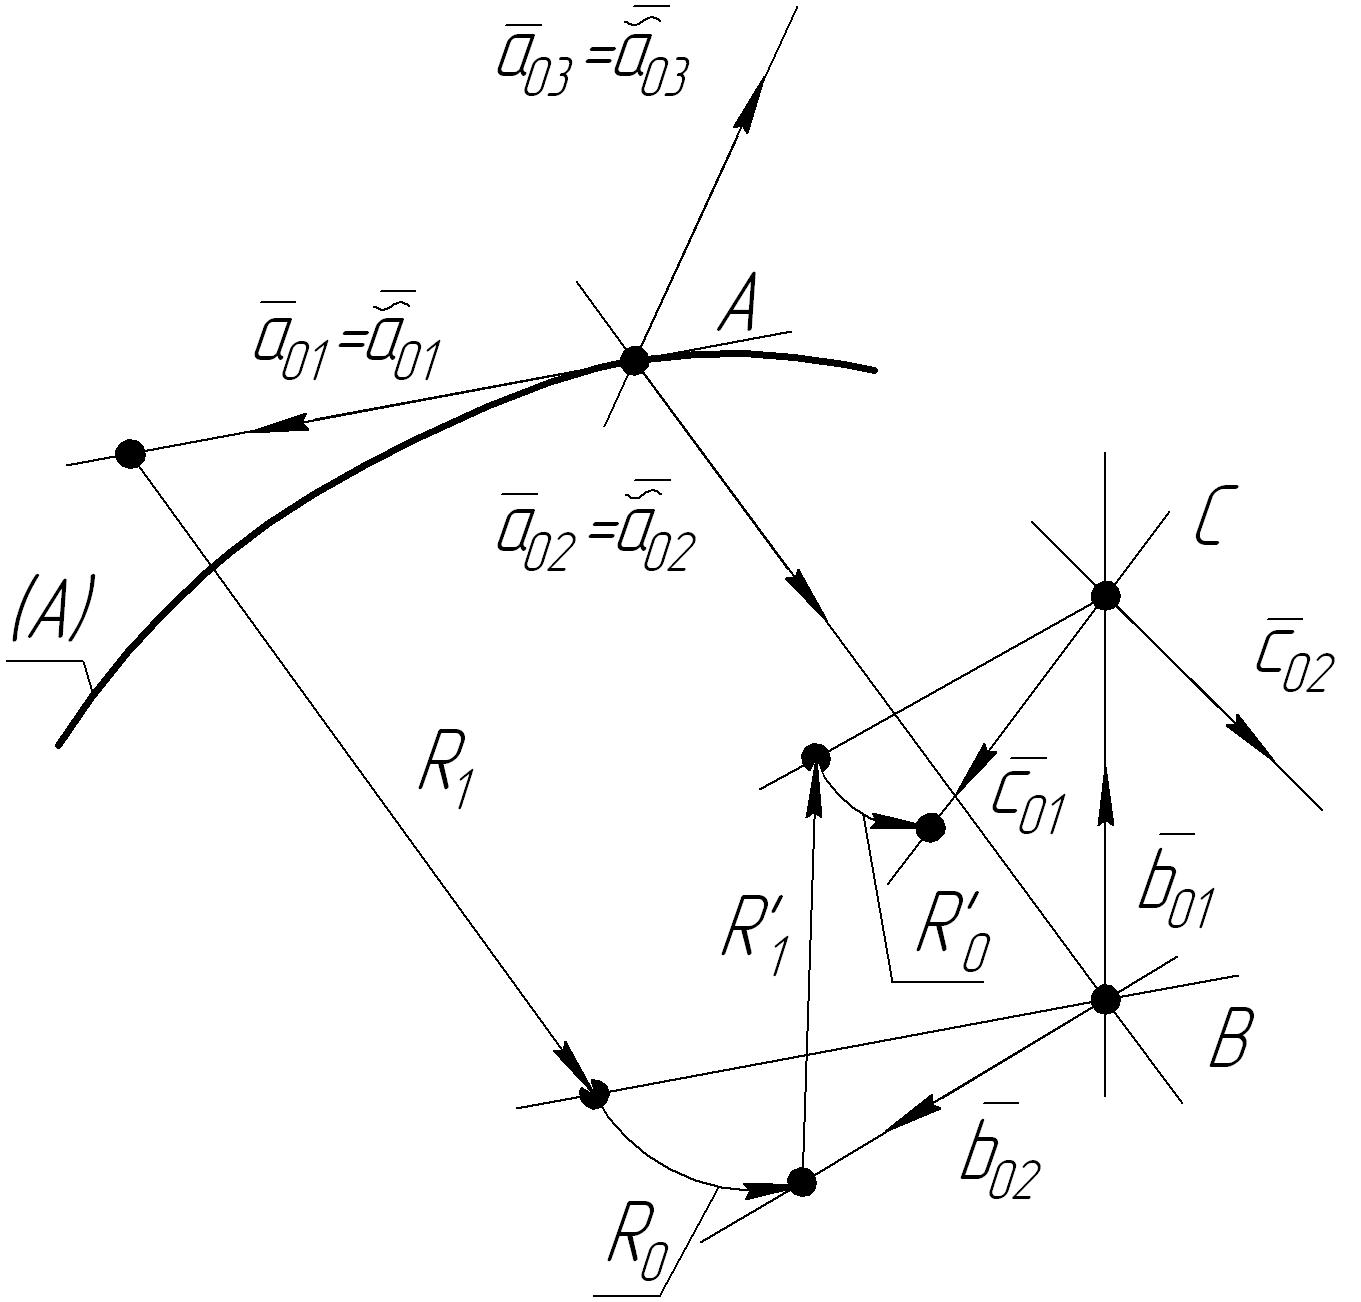 a̅₀₃=a̅̃̃₀₃
A
a̅₀₁=a̅̃̃₀₁
a̅₀₂=a̅̃̃₀₂
C
(A)
c̅₀₂
R₁
c̅₀₁
b̅₀₁
R′₁
R′₀
B
b̅₀₂
R₀